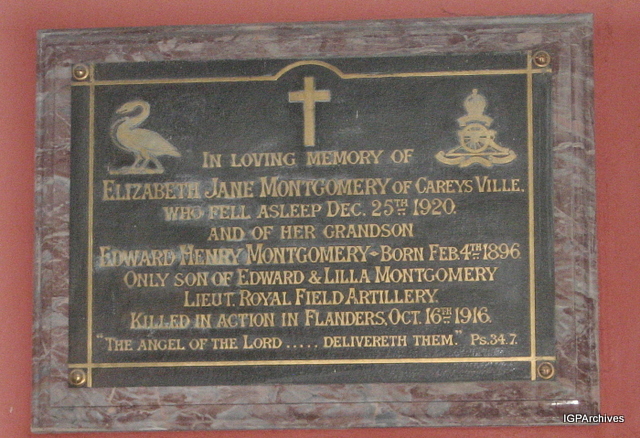 IN LOVING MEMORY OF
ELIZABETH JANE MONTGOMERY OF CAREYS VILLE.
WHO FELL ASLEEP DEC. 25TH 1920.
AND OF HER GRANDSON
EDWARD HENRY MONTGOMERY - BORN FEB. 4TH 1896.
ONLY SON OF EDWARD & LILLA MONTGOMERY
LIEUT. ROYAL FIELD ARTILLERY.
KILLED IN ACTION IN FLANDERS, OCT. 16TH 1916.
"THE ANGEL OF THE LORD ..... DELIVERETH THEM." PS.34.7.
IGPArchives